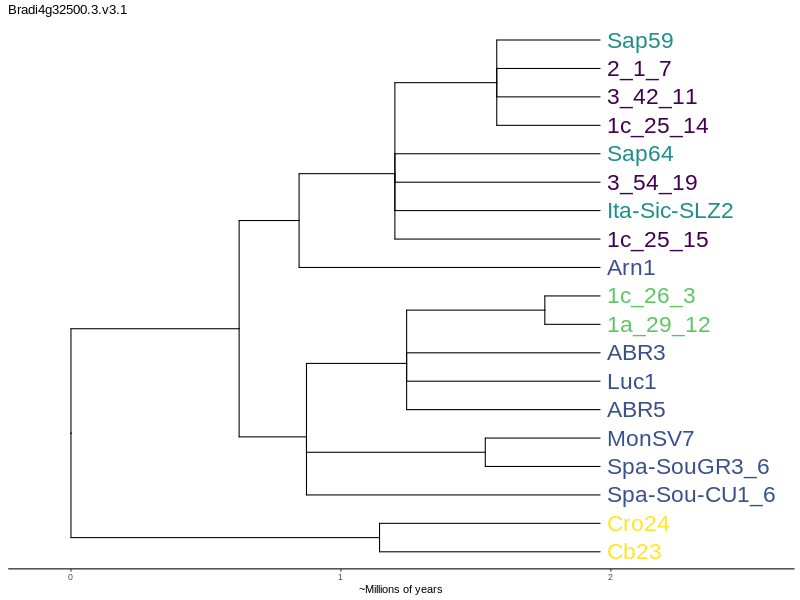 Bradi4g32500.3.v3.1
Sap59
2_1_7
3_42_11
1c_25_14
Sap64
3_54_19
Ita-Sic-SLZ2
1c_25_15
Arn1
1c_26_3
1a_29_12
ABR3
Luc1
ABR5
MonSV7
Spa-SouGR3_6
Spa-Sou-CU1_6
Cro24
Cb23
0 1 2
~Millions of years